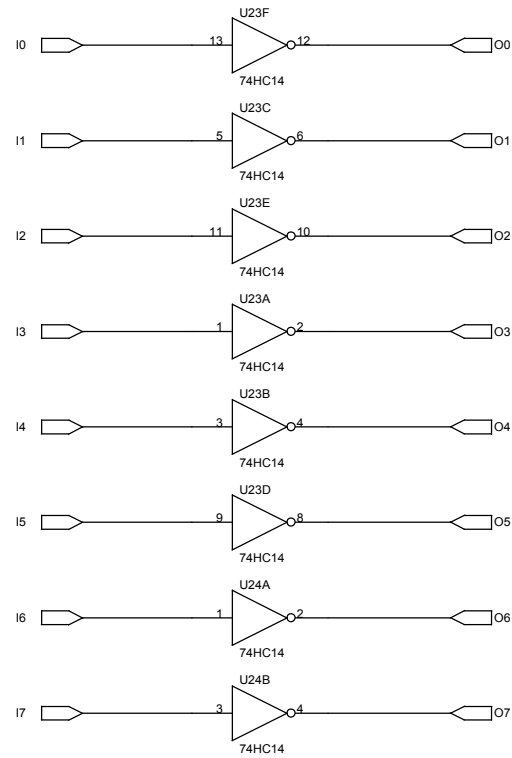 U23F
I0 13 12 O0
74HC14
U23C
I1 5 6 O1
74HC14
U23E
I2 11 10 O2
74HC14
U23A
I3 1 2 O3
74HC14
U23B
I4 3 4 O4
74HC14
U23D
I5 9 8 O5
74HC14
U24A
I6 1 2 O6
74HC14
U24B
I7 3 4 O7
74HC14